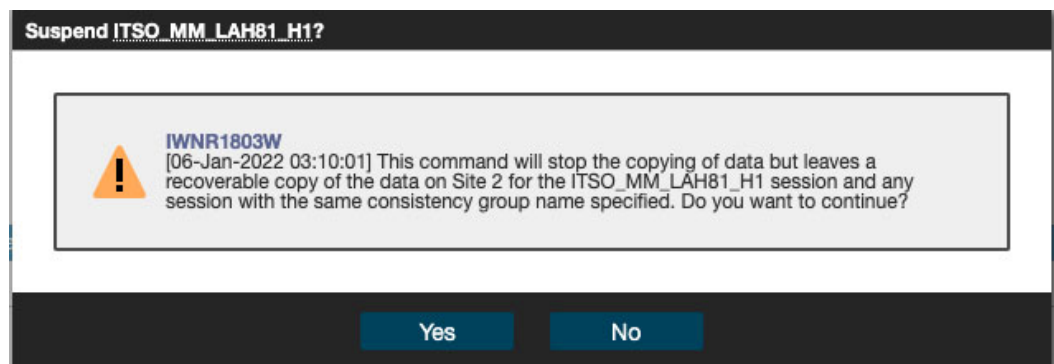 Suspend ITSO_MM_LAH81_H1?
IWNR1803W
[06-Jan-2022 03:10:01] This command will stop the copying of data but leaves a
recoverable copy of the data on Site 2 for the ITSO_MM_LAH81_H1 session and any
session with the same consistency group name specified. Do you want to continue?
Yes No